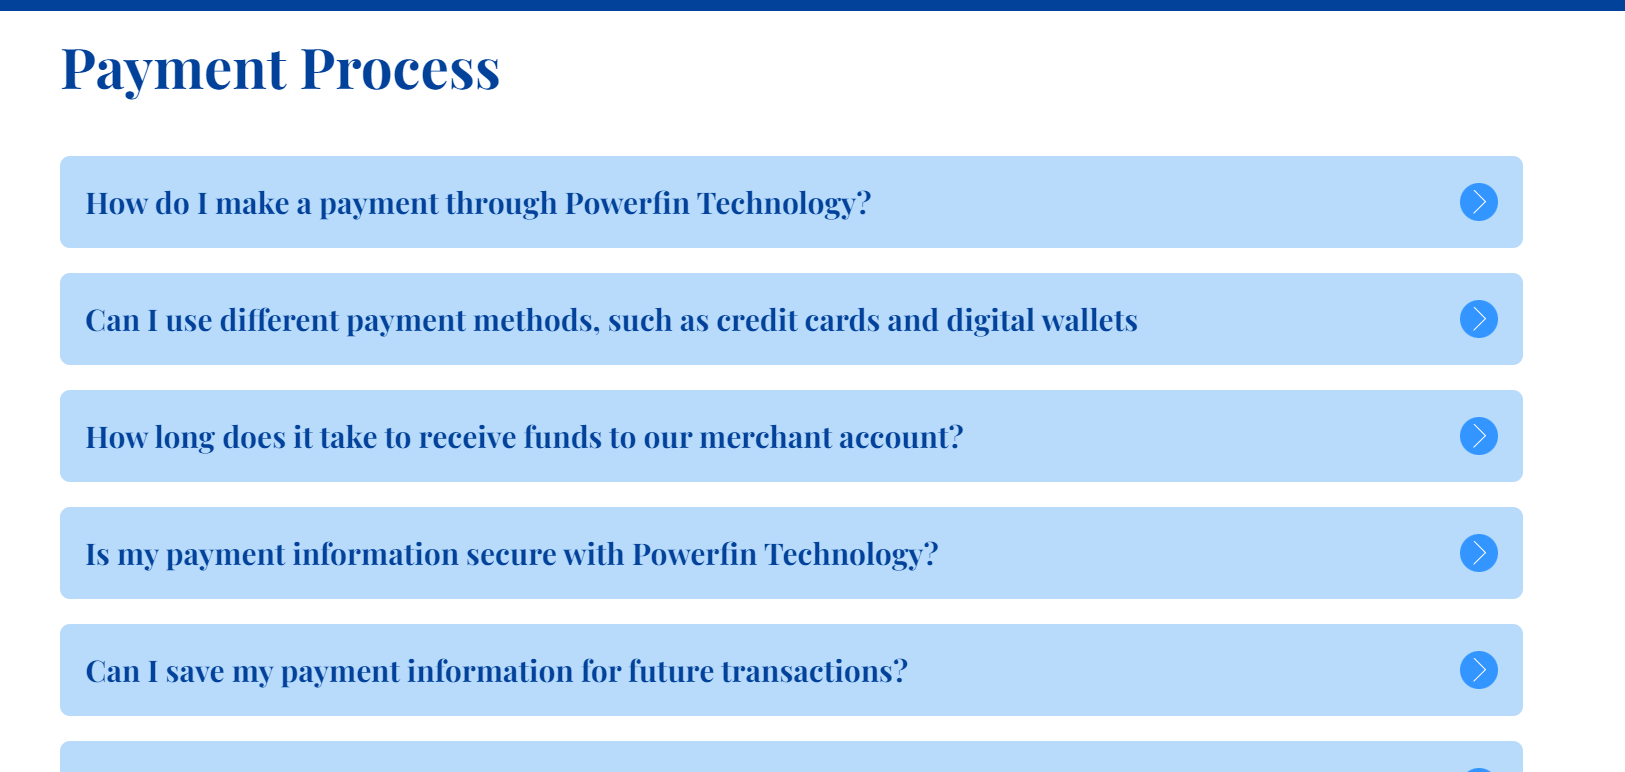 Payment Process
How do I make a payment through Powerfin Technology?
Can I use different payment methods, such as credit cards and digital wallets
How long does it take to receive funds to our merchant account?
Is my payment information secure with Powerfin Technology?
Can I save my payment information for future transactions?